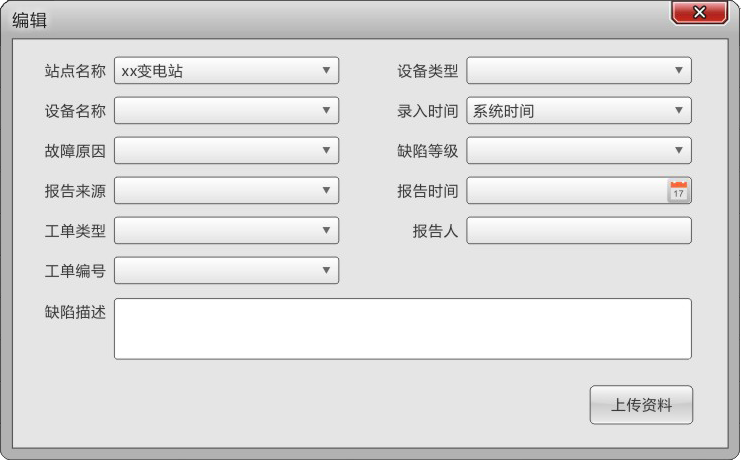 编辑
站点名称 xx变电站 设备类型
设备名称 录入时间 系统时间
故障原因 缺陷等级
报告来源 报告时间 17
工单类型 报告人
工单编号
缺陷描述
上传资料